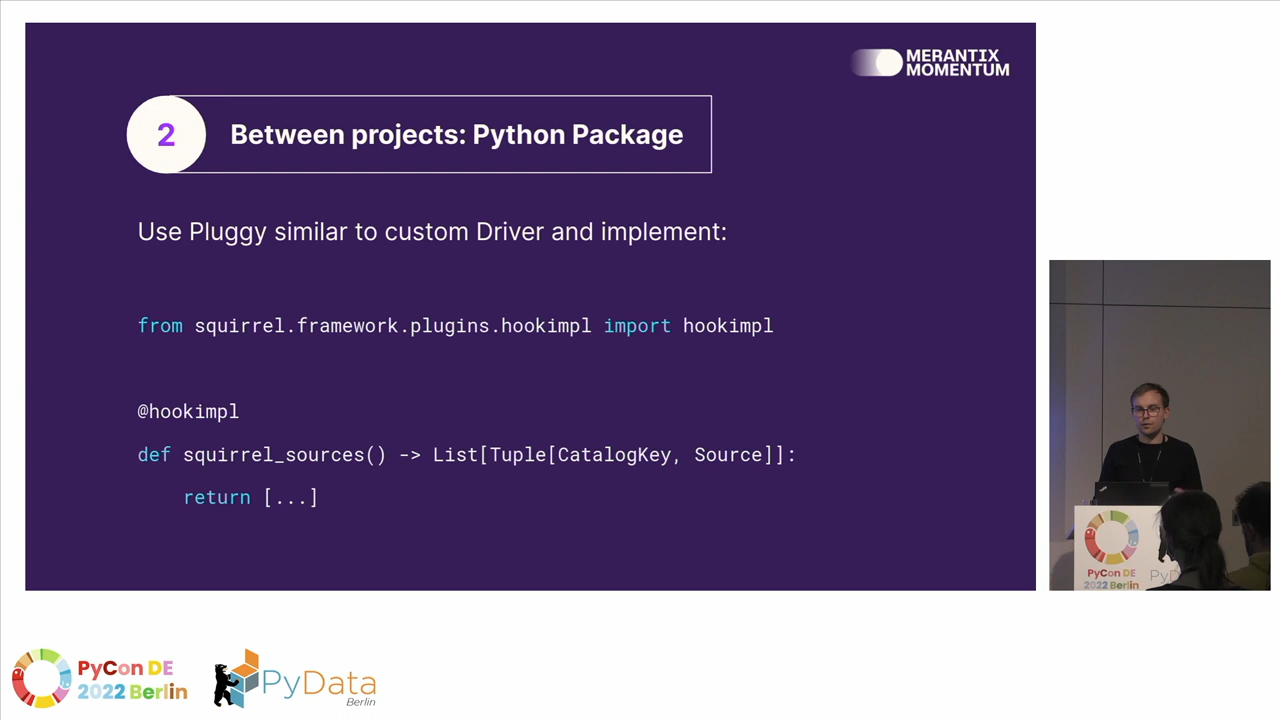 MERANTIX
MOMENTUM
2
Between projects: Python Package
Use Pluggy similar to custom Driver and implement:
from squirrel.framework.plugins.hookimpl import hookimpl
@hookimpl
def squirrel_sources() -> List[Tuple[CatalogKey, Source]]:
return [...]
PyCon DE
2022 Berlin
PyD
PyCon DE
2022 Berlin
PyData
Berlin